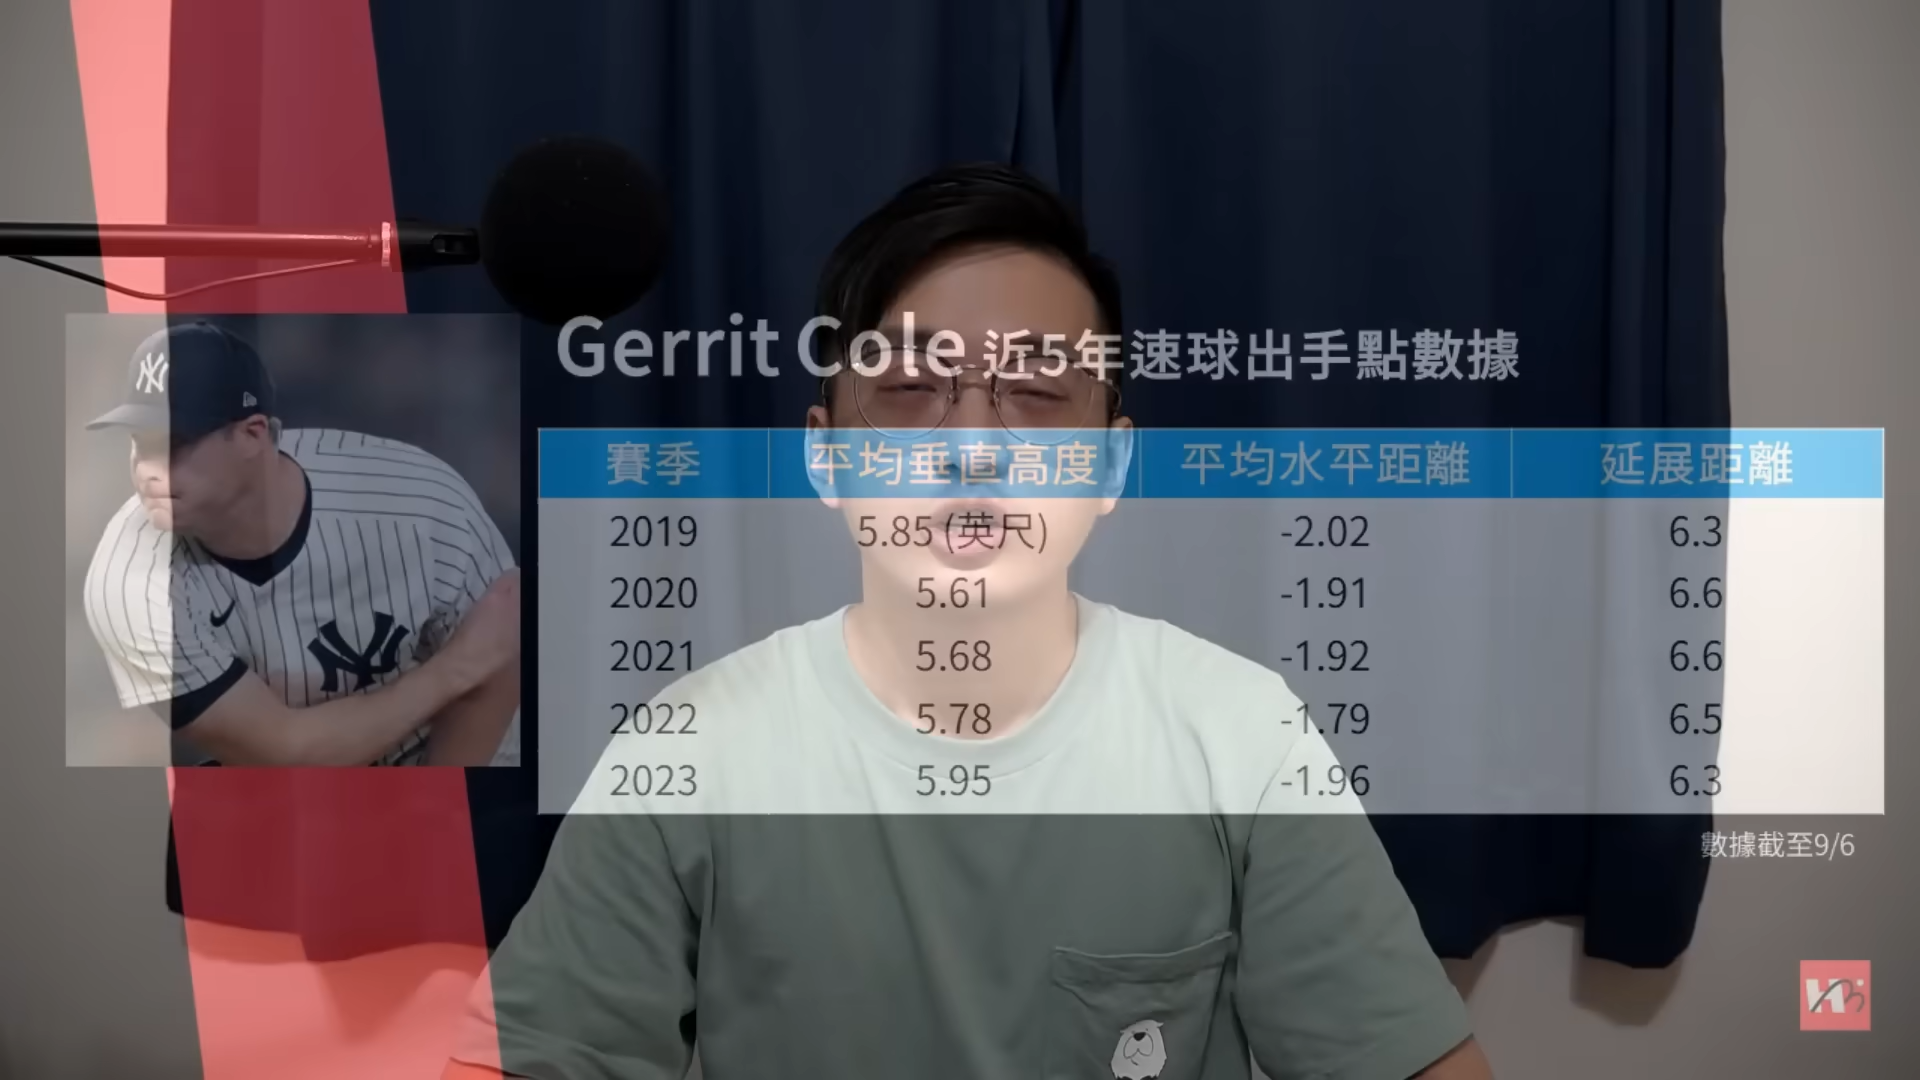 Gerrit Cole 近5年速球出手點數據
賽季 平均垂直高度 平均水平距離 延展距離
2019 5.85 (英尺) -2.02 6.3
2020 5.61 -1.91 6.6
2021 5.68 -1.92 6.6
2022 5.78 -1.79 6.5
2023 5.95 -1.96 6.3
數據截至9/6
NY
NY